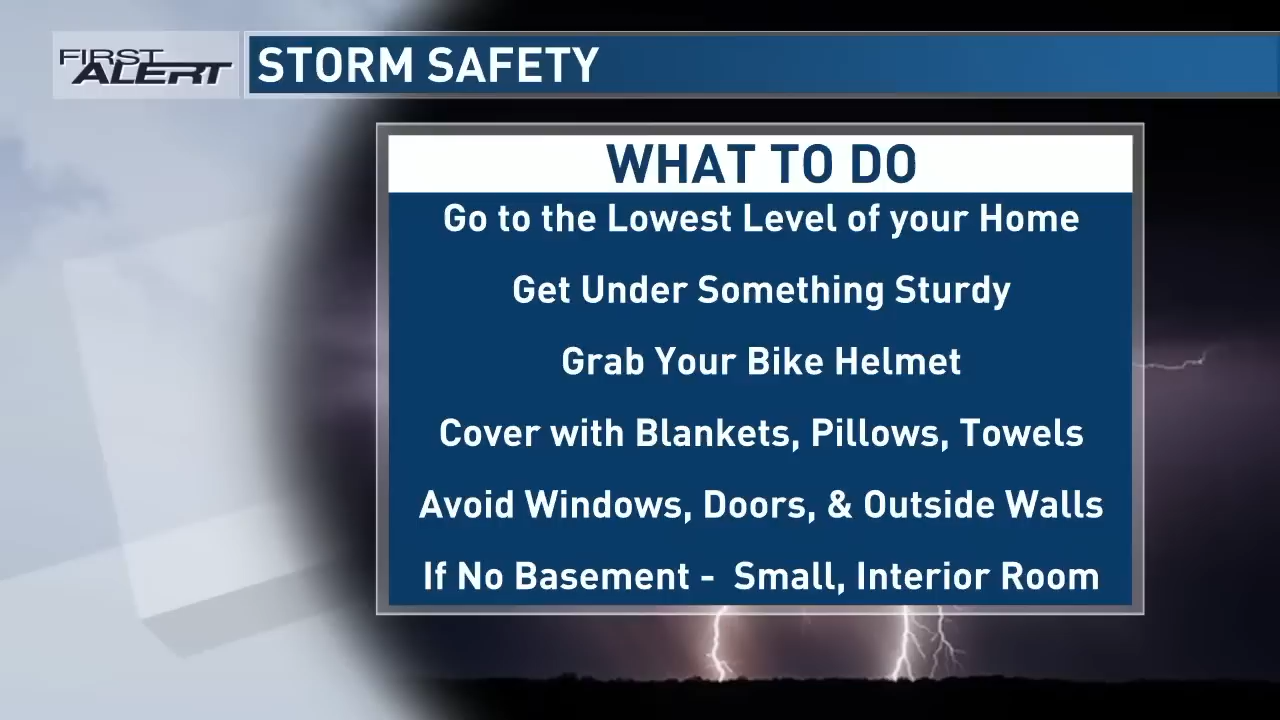 FIRST ALERT
STORM SAFETY
WHAT TO DO
Go to the Lowest Level of your Home
Get Under Something Sturdy
Grab Your Bike Helmet
Cover with Blankets, Pillows, Towels
Avoid Windows, Doors, & Outside Walls
If No Basement - Small, Interior Room